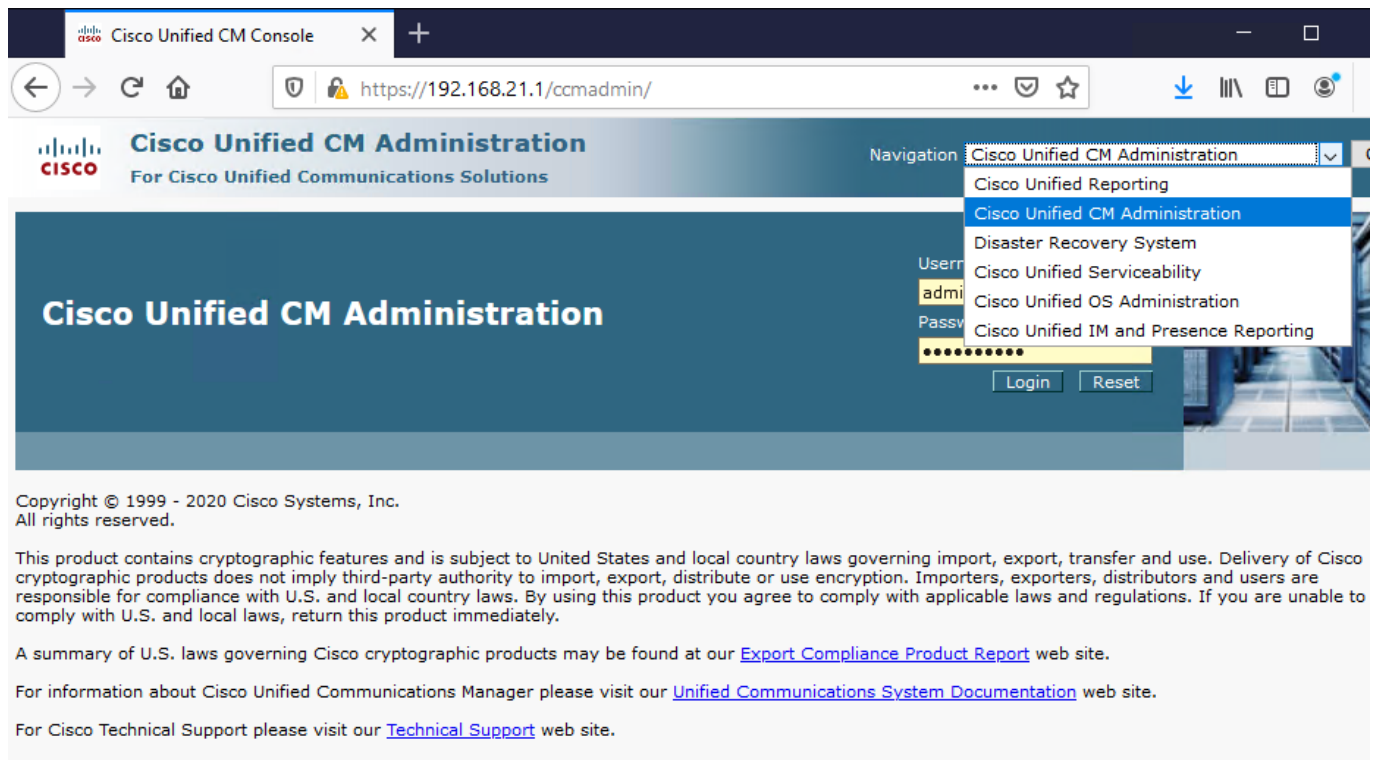 Cisco Unified CM Console
https://192.168.21.1/ccmadmin/
CISCO
Cisco Unified CM Administration
For Cisco Unified Communications Solutions
Navigation Cisco Unified CM Administration
Cisco Unified Reporting
Cisco Unified CM Administration
Disaster Recovery System
Cisco Unified Serviceability
Cisco Unified OS Administration
Cisco Unified IM and Presence Reporting
Cisco Unified CM Administration
Usern
admi
Passw
Login Reset
Copyright © 1999 - 2020 Cisco Systems, Inc.
All rights reserved.
This product contains cryptographic features and is subject to United States and local country laws governing import, export, transfer and use. Delivery of Cisco
cryptographic products does not imply third-party authority to import, export, distribute or use encryption. Importers, exporters, distributors and users are
responsible for compliance with U.S. and local country laws. By using this product you agree to comply with applicable laws and regulations. If you are unable to
comply with U.S. and local laws, return this product immediately.
A summary of U.S. laws governing Cisco cryptographic products may be found at our Export Compliance Product Report web site.
For information about Cisco Unified Communications Manager please visit our Unified Communications System Documentation web site.
For Cisco Technical Support please visit our Technical Support web site.